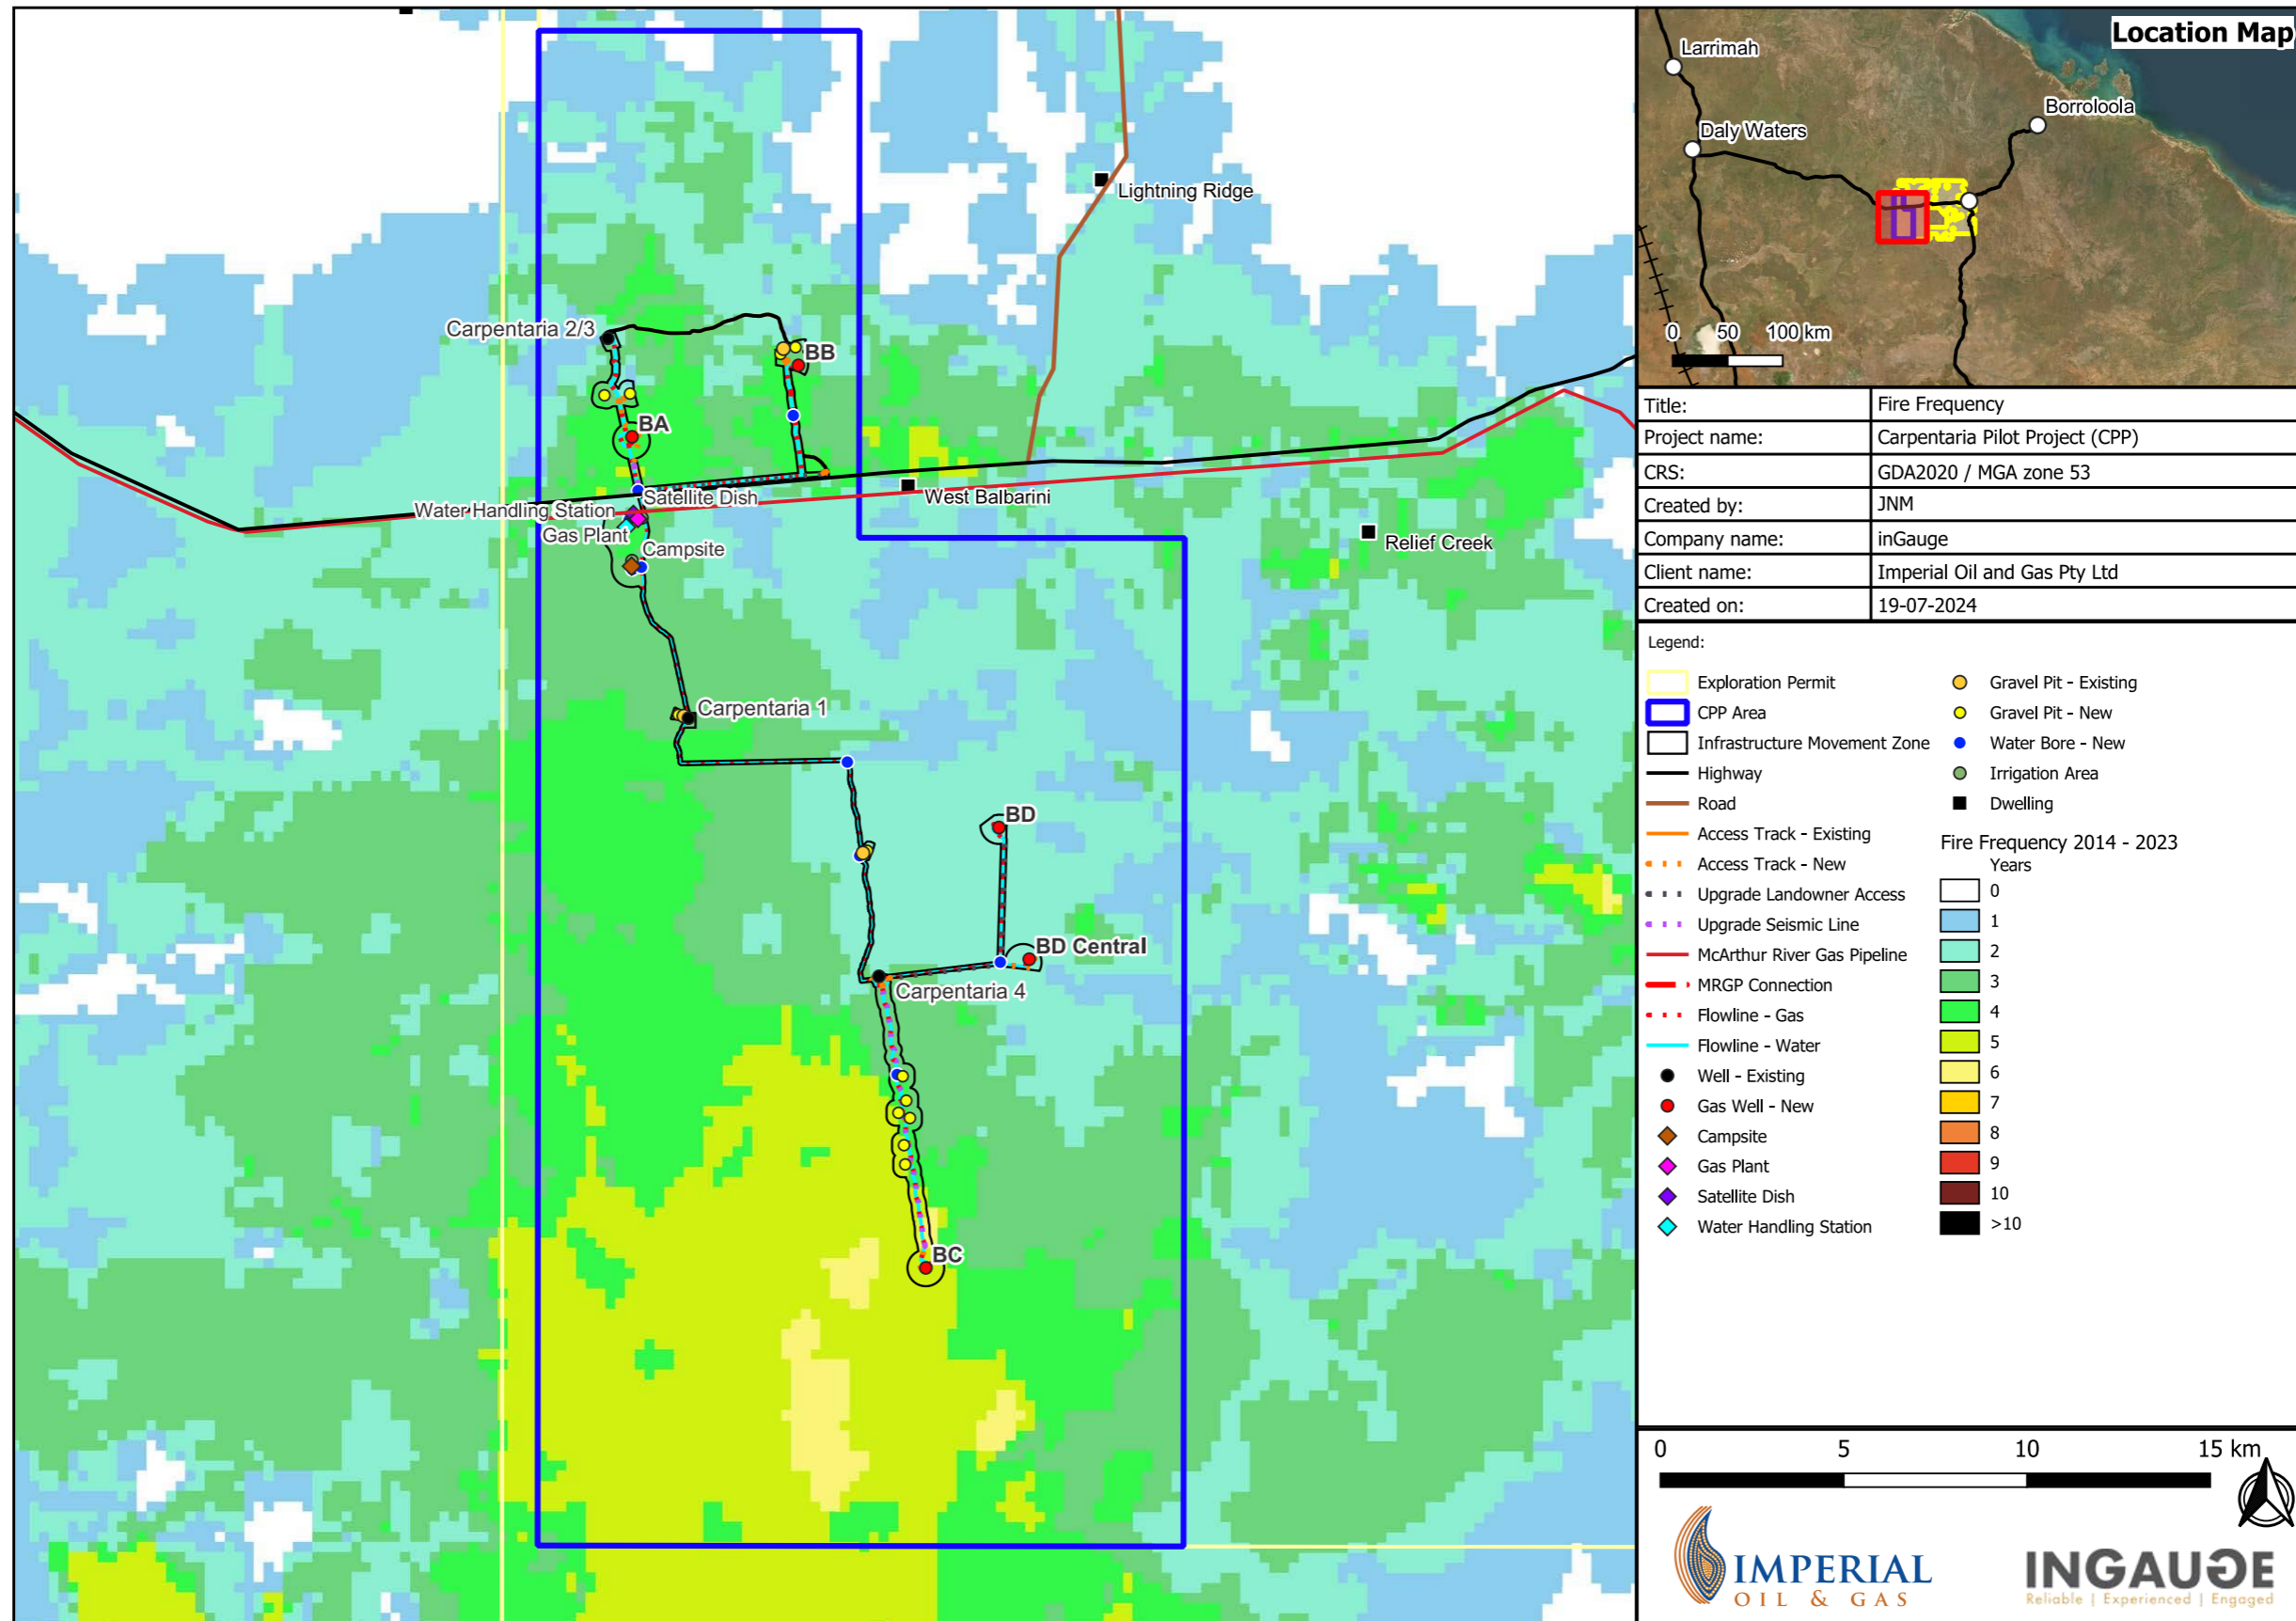 Lightning Ridge
Carpentaria 2/3
BB
BA
Satellite Dish
Water Handling Station
West Balbarini
Gas Plant
Campsite
Relief Creek
Carpentaria 1
BD
BD Central
Carpentaria 4
BC
Location Map
Larrimah
Borroloola
Daly Waters
0 50 100 km
Title: Fire Frequency
Project name: Carpentaria Pilot Project (CPP)
CRS: GDA2020 / MGA zone 53
Created by: JNM
Company name: inGauge
Client name: Imperial Oil and Gas Pty Ltd
Created on: 19-07-2024
Legend:
Exploration Permit
CPP Area
Infrastructure Movement Zone
Highway
Road
Access Track - Existing
Access Track - New
Upgrade Landowner Access
Upgrade Seismic Line
McArthur River Gas Pipeline
MRGP Connection
Flowline - Gas
Flowline - Water
Well - Existing
Gas Well - New
Campsite
Gas Plant
Satellite Dish
Water Handling Station
Gravel Pit - Existing
Gravel Pit - New
Water Bore - New
Irrigation Area
Dwelling
Fire Frequency 2014 - 2023
Years
0
1
2
3
4
5
6
7
8
9
10
>10
0 5 10 15 km
IMPERIAL
OIL & GAS
INGAUGE
Reliable | Experienced | Engaged